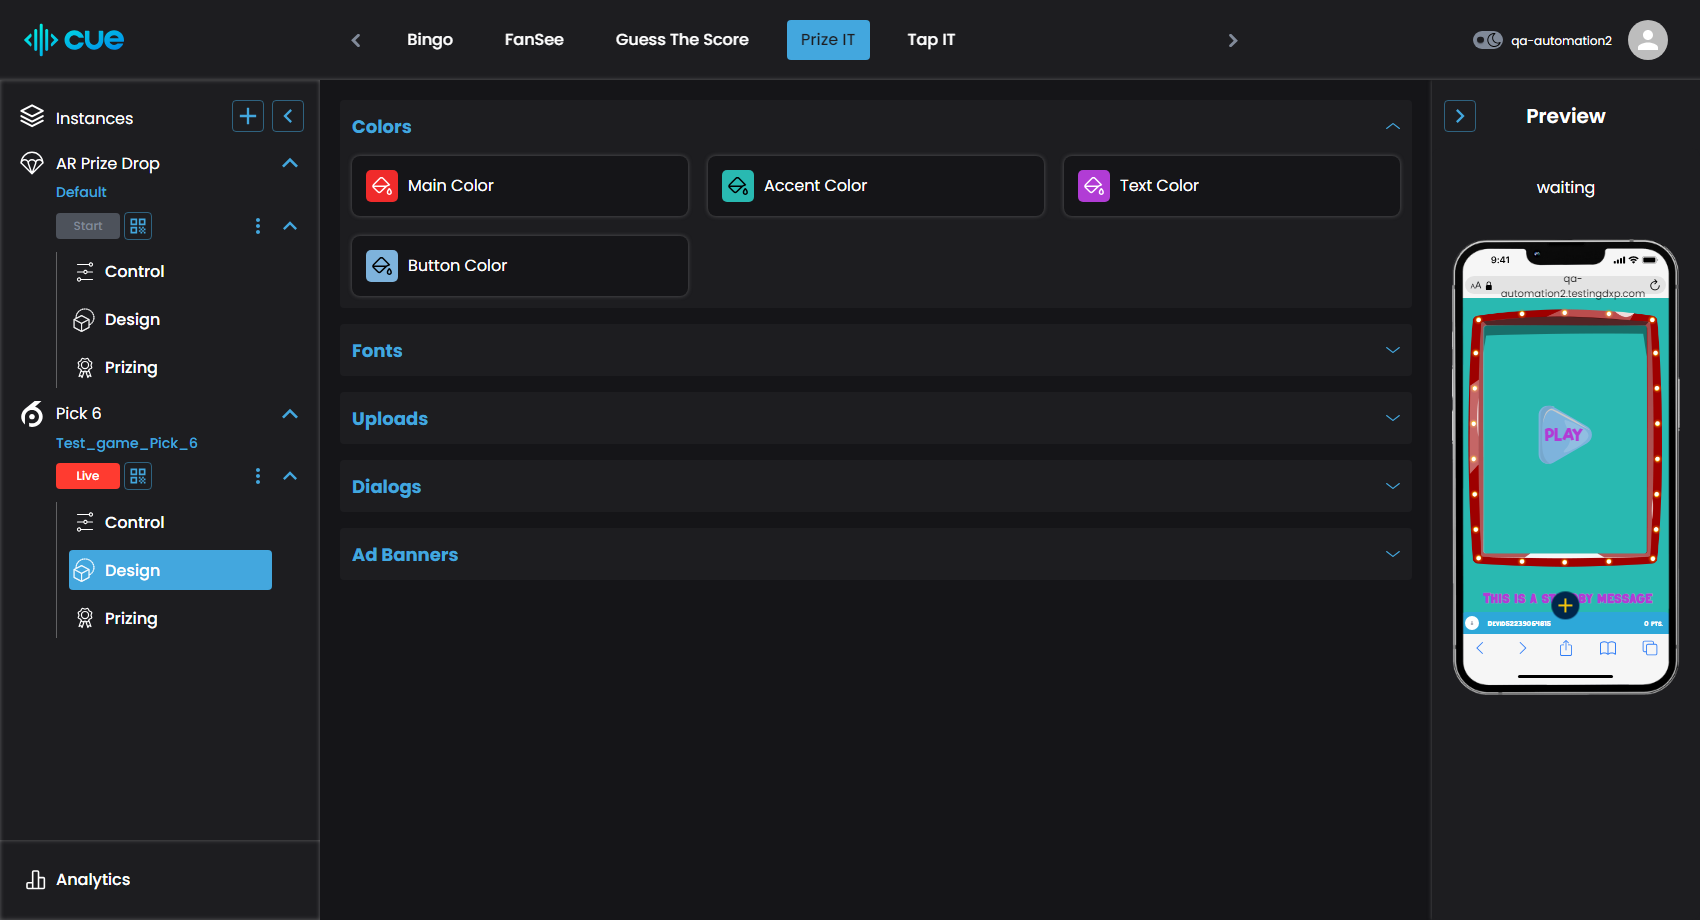 cue
Bingo
FanSee
Guess The Score
Prize IT
Tap IT
qa-automation2
Instances
AR Prize Drop
Default
Start
Control
Design
Prizing
Pick 6
Test_game_Pick_6
Live
Control
Design
Prizing
Analytics
Colors
Main Color
Accent Color
Text Color
Button Color
Fonts
Uploads
Dialogs
Ad Banners
Preview
waiting
9:41
AA
qa-
automation2.testingdxp.com
PLAY
THIS IS A ST BY MESSAGE
0 PTS.